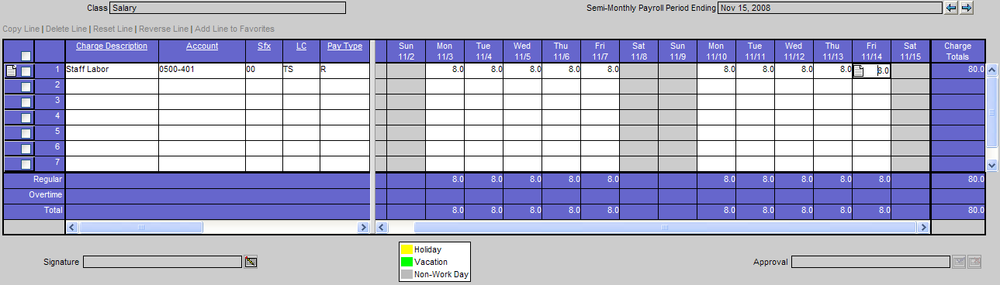 Class Salary Semi-Monthly Payroll Period Ending Nov 15, 2008
Copy Line | Delete Line | Reset Line | Reverse Line | Add Line to Favorites
Charge Description Account Sfx LC Pay Type Sun Mon Tue Wed Thu Fri Sat Sun Mon Tue Wed Thu Fri Sat Charge
11/2 11/3 11/4 11/5 11/6 11/7 11/8 11/9 11/10 11/11 11/12 11/13 11/14 11/15 Totals
1 Staff Labor 0500-401 00 TS R 8.0 8.0 8.0 8.0 8.0 8.0 8.0 8.0 8.0 8.0 80.0
2
3
4
5
6
7
Regular 8.0 8.0 8.0 8.0 8.0 8.0 8.0 8.0 8.0 8.0 80.0
Overtime
Total 8.0 8.0 8.0 8.0 8.0 8.0 8.0 8.0 8.0 8.0 80.0
Signature Approval
Holiday
Vacation
Non-Work Day